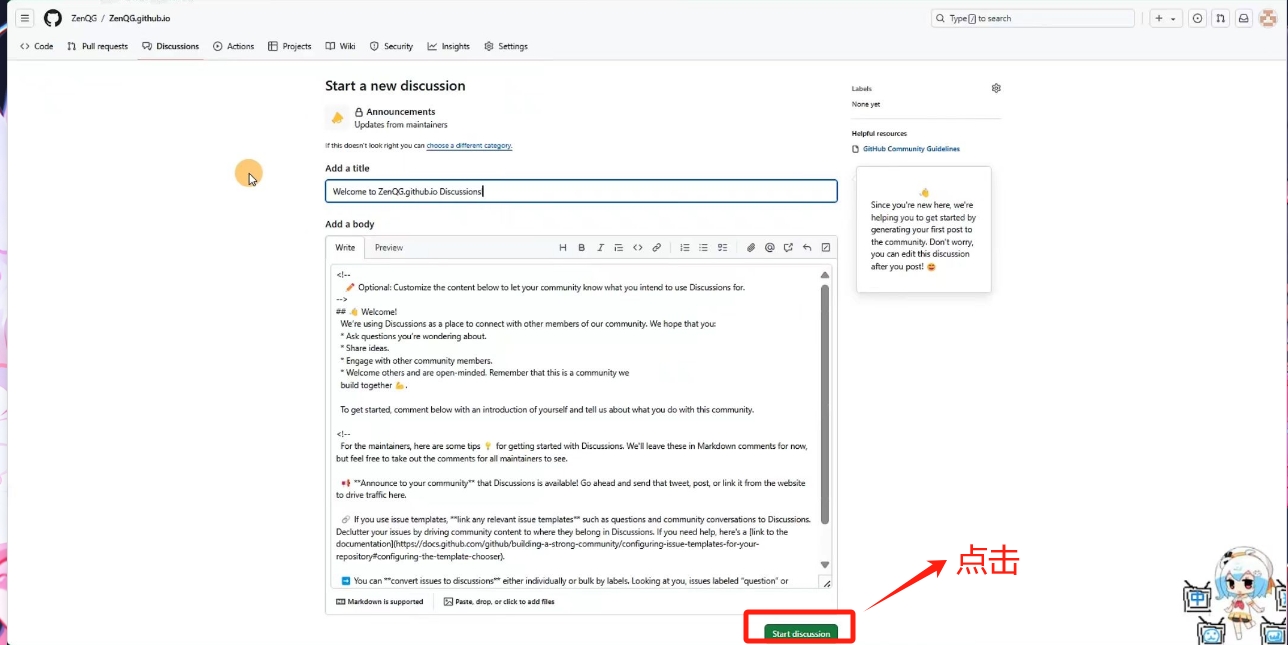 ZenQG / ZenQG.github.io
Type / to search
Code Pull requests Discussions Actions Projects Wiki Security Insights Settings
Start a new discussion
Announcements
Updates from maintainers
If this doesn't look right you can choose a different category.
Add a title
Welcome to ZenQG.github.io Discussions!
Add a body
Write Preview
<!--
✏️ Optional: Customize the content below to let your community know what you intend to use Discussions for.
-->
## 👋 Welcome!
We're using Discussions as a place to connect with other members of our community. We hope that you:
* Ask questions you're wondering about.
* Share ideas.
* Engage with other community members.
* Welcome others and are open-minded. Remember that this is a community we
build together 💪.
To get started, comment below with an introduction of yourself and tell us about what you do with this community.
<!--
For the maintainers, here are some tips 💡 for getting started with Discussions. We'll leave these in Markdown comments for now,
but feel free to take out the comments for all maintainers to see.
📢 **Announce to your community** that Discussions is available! Go ahead and send that tweet, post, or link it from the website
to drive traffic here.
🔗 If you use issue templates, **link any relevant issue templates** such as questions and community conversations to Discussions.
Declutter your issues by driving community content to where they belong in Discussions. If you need help, here's a [link to the
documentation](https://docs.github.com/github/building-a-strong-community/configuring-issue-templates-for-your-
repository#configuring-the-template-chooser).
➡️ You can **convert issues to discussions** either individually or bulk by labels. Looking at you, issues labeled "question" or
Markdown is supported
Paste, drop, or click to add files
Start discussion
点击
Labels
None yet
Helpful resources
GitHub Community Guidelines
👋
Since you're new here, we're
helping you to get started by
generating your first post to
the community. Don't worry,
you can edit this discussion
after you post! 😄